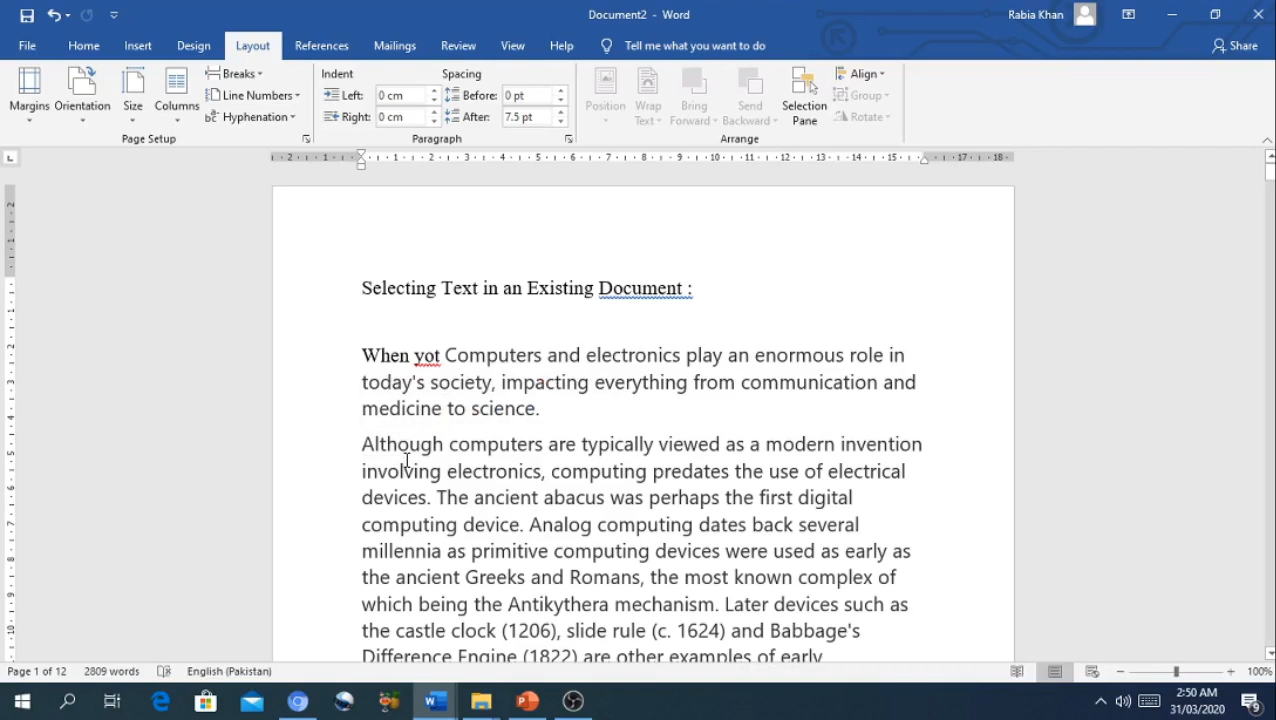 Document2 - Word
Rabia Khan
File Home Insert Design Layout References Mailings Review View Help Tell me what you want to do Share
Margins
Orientation
Size
Columns
Breaks
Line Numbers
Hyphenation
Page Setup
Indent
Left: 0 cm
Right: 0 cm
Spacing
Before: 0 pt
After: 7.5 pt
Paragraph
Position
Wrap Text
Bring Forward
Send Backward
Selection Pane
Align
Group
Rotate
Arrange
Selecting Text in an Existing Document :
When yot Computers and electronics play an enormous role in
today's society, impacting everything from communication and
medicine to science.
Although computers are typically viewed as a modern invention
involving electronics, computing predates the use of electrical
devices. The ancient abacus was perhaps the first digital
computing device. Analog computing dates back several
millennia as primitive computing devices were used as early as
the ancient Greeks and Romans, the most known complex of
which being the Antikythera mechanism. Later devices such as
the castle clock (1206), slide rule (c. 1624) and Babbage's
Difference Engine (1822) are other examples of early
Page 1 of 12 2809 words English (Pakistan) 100%
2:50 AM
31/03/2020